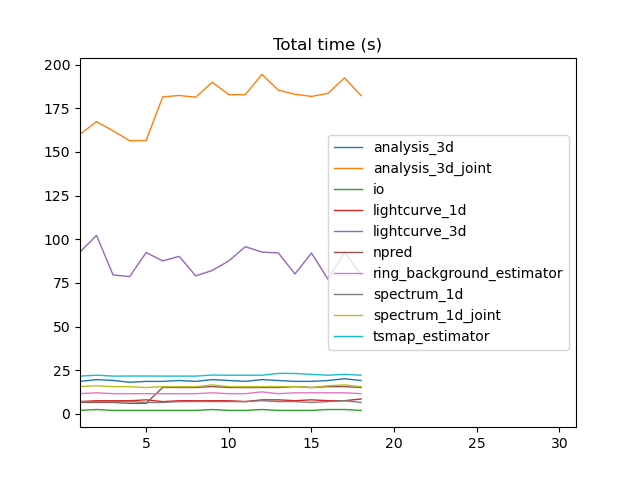 Total time (s)
200
175
150
125
100
75
50
25
0
analysis_3d
analysis_3d_joint
io
lightcurve_1d
lightcurve_3d
npred
ring_background_estimator
spectrum_1d
spectrum_1d_joint
tsmap_estimator
5 10 15 20 25 30